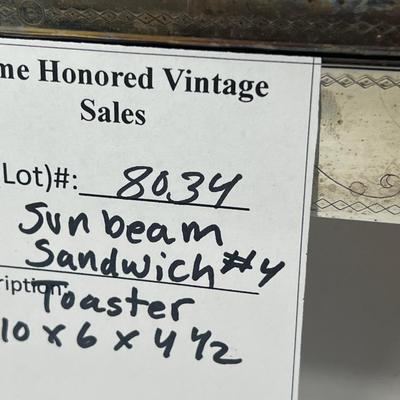 me Honored Vintage
Sales
(Lot)#: 8034
Sunbeam
Sandwich #4
ription: Toaster
10 x 6 x 4 1/2